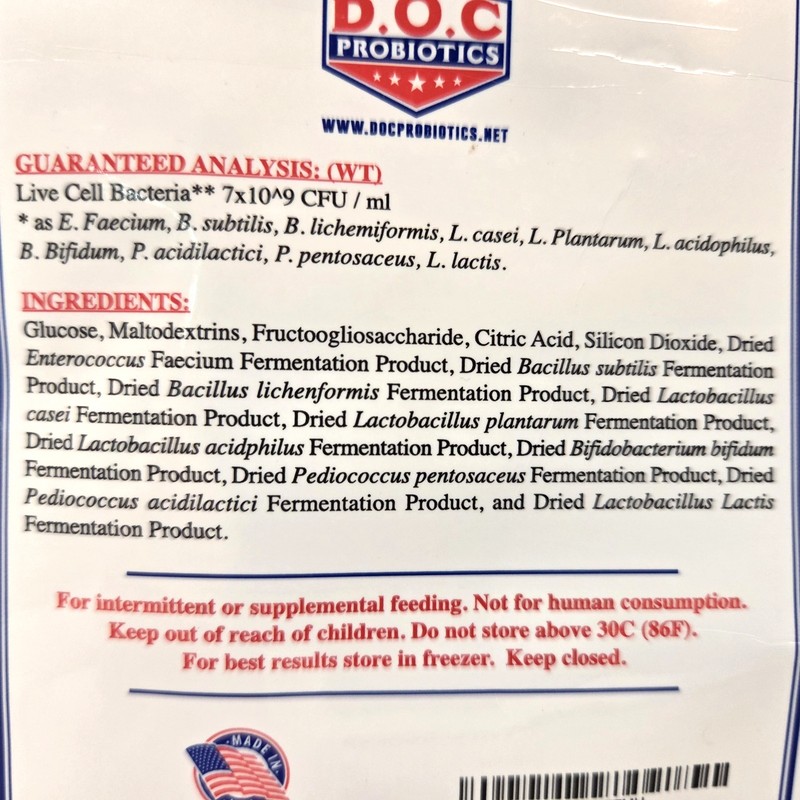 D.O.C
PROBIOTICS
WWW.DOCPROBIOTICS.NET
GUARANTEED ANALYSIS: (WT)
Live Cell Bacteria** 7x10^9 CFU / ml
* as E. Faecium, B. subtilis, B. lichemiformis, L. casei, L. Plantarum, L. acidophilus,
B. Bifidum, P. acidilactici, P. pentosaceus, L. lactis.
INGREDIENTS:
Glucose, Maltodextrins, Fructoogliosaccharide, Citric Acid, Silicon Dioxide, Dried
Enterococcus Faecium Fermentation Product, Dried Bacillus subtilis Fermentation
Product, Dried Bacillus lichenformis Fermentation Product, Dried Lactobacillus
casei Fermentation Product, Dried Lactobacillus plantarum Fermentation Product,
Dried Lactobacillus acidphilus Fermentation Product, Dried Bifidobacterium bifidum
Fermentation Product, Dried Pediococcus pentosaceus Fermentation Product, Dried
Pediococcus acidilactici Fermentation Product, and Dried Lactobacillus Lactis
Fermentation Product.
For intermittent or supplemental feeding. Not for human consumption.
Keep out of reach of children. Do not store above 30C (86F).
For best results store in freezer. Keep closed.
MADE IN